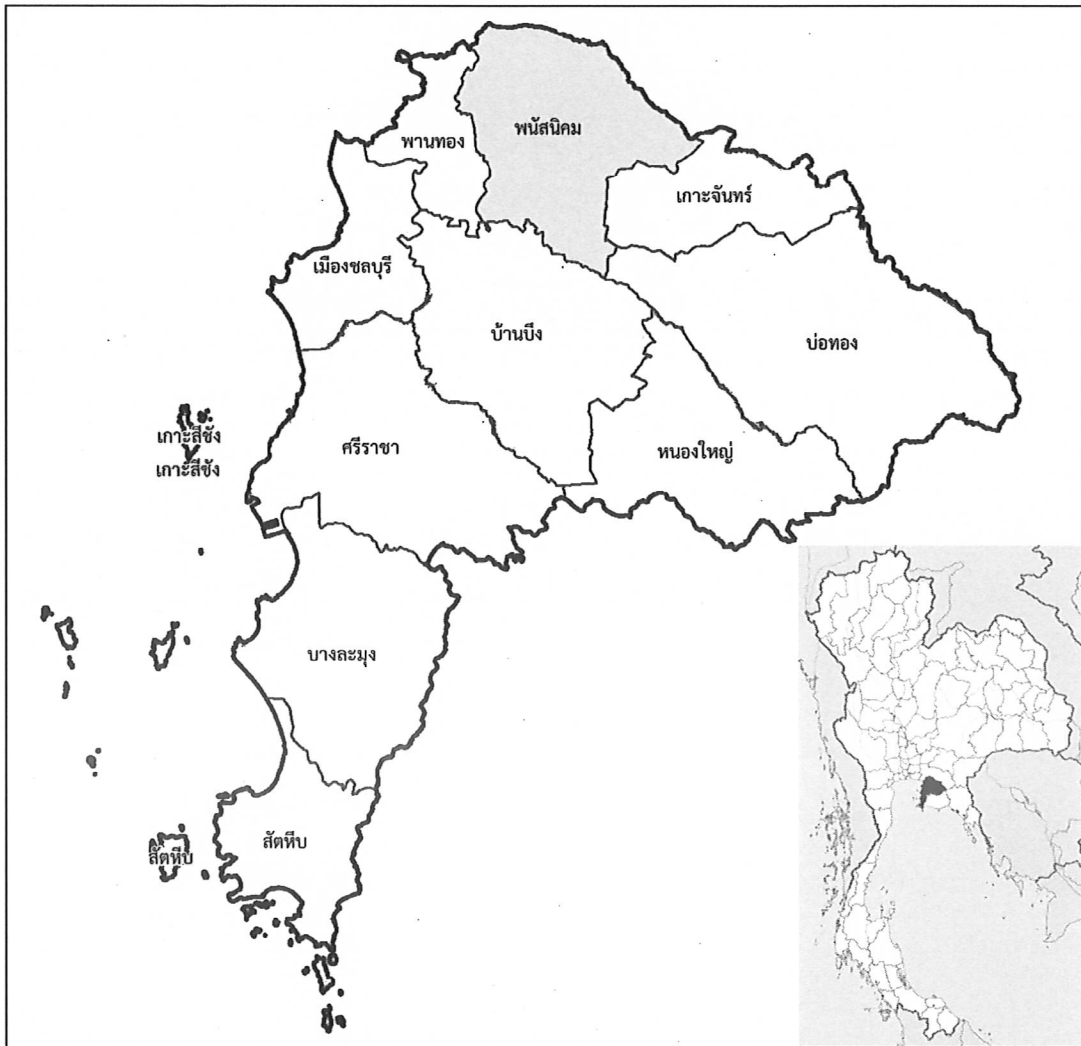 พนัสนิคม
พานทอง
เกาะจันทร์
เมืองชลบุรี
บ้านบึง
บ่อทอง
เกาะสีชัง
เกาะสีชัง
ศรีราชา
หนองใหญ่
บางละมุง
สัตหีบ
สัตหีบ